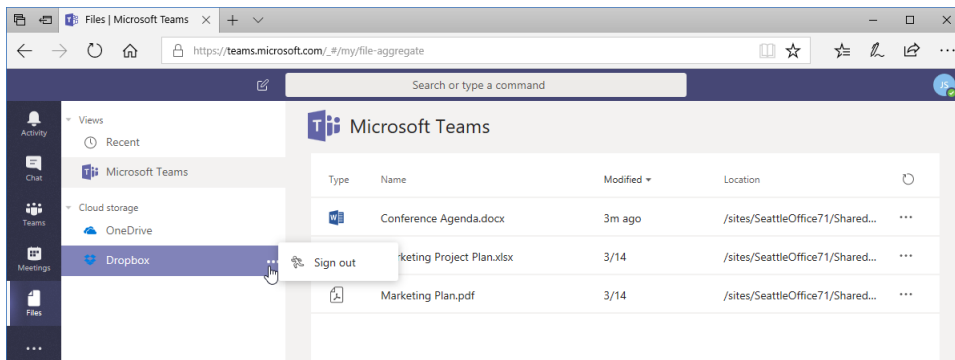 Files | Microsoft Teams
https://teams.microsoft.com/_#/my/file-aggregate
Search or type a command
JS
Activity
Chat
Teams
Meetings
Files
Views
Recent
Microsoft Teams
Cloud storage
OneDrive
Dropbox
Sign out
Microsoft Teams
Type Name Modified Location
Conference Agenda.docx 3m ago /sites/SeattleOffice71/Shared...
rketing Project Plan.xlsx 3/14 /sites/SeattleOffice71/Shared...
Marketing Plan.pdf 3/14 /sites/SeattleOffice71/Shared...